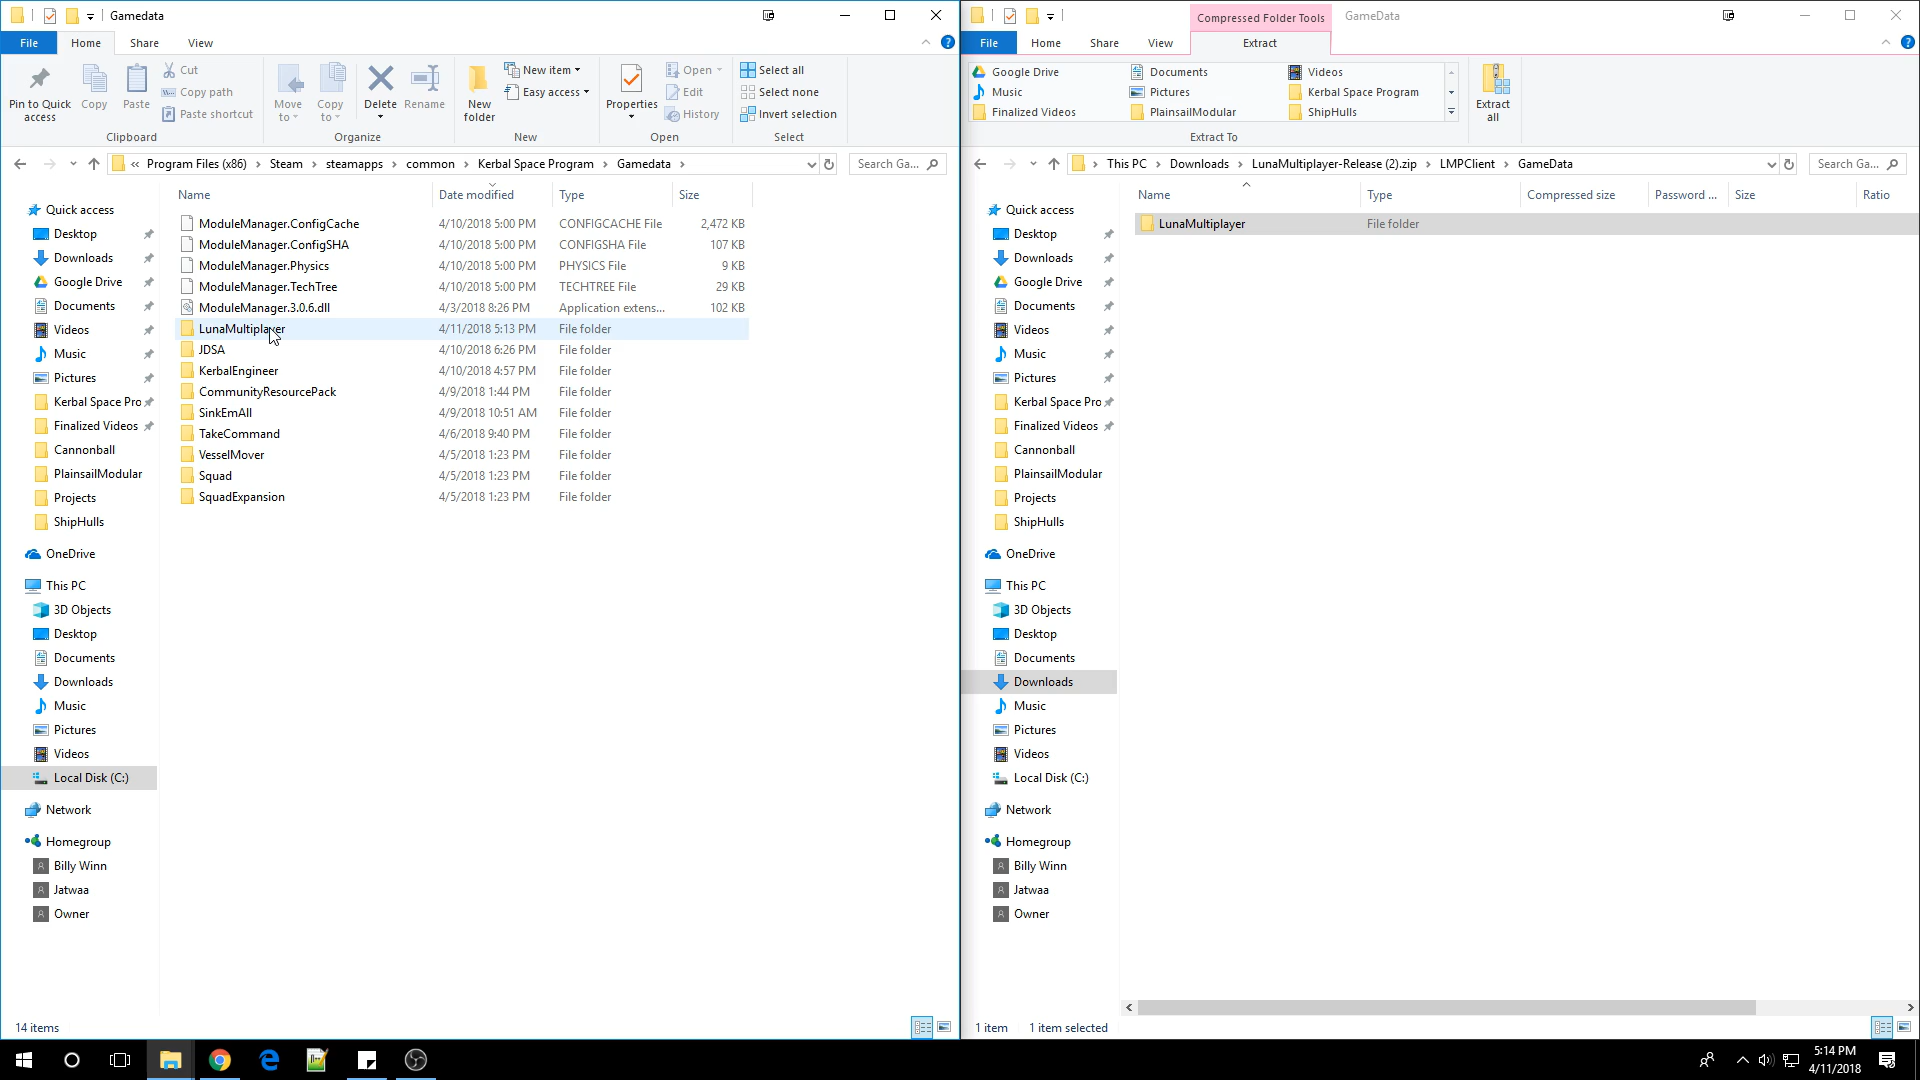 Gamedata
File
Home
Share
View
Pin to Quick access
Copy
Paste
Cut
Copy path
Paste shortcut
Clipboard
Move to
Copy to
Delete
Rename
Organize
New folder
New item
Easy access
New
Properties
Open
Edit
History
Open
Select all
Select none
Invert selection
Select
« Program Files (x86) > Steam > steamapps > common > Kerbal Space Program > Gamedata >
Search Ga...
Name Date modified Type Size
Quick access
Desktop
Downloads
Google Drive
Documents
Videos
Music
Pictures
Kerbal Space Pro
Finalized Videos
Cannonball
PlainsailModular
Projects
ShipHulls
OneDrive
This PC
3D Objects
Desktop
Documents
Downloads
Music
Pictures
Videos
Local Disk (C:)
Network
Homegroup
Billy Winn
Jatwaa
Owner
ModuleManager.ConfigCache 4/10/2018 5:00 PM CONFIGCACHE File 2,472 KB
ModuleManager.ConfigSHA 4/10/2018 5:00 PM CONFIGSHA File 107 KB
ModuleManager.Physics 4/10/2018 5:00 PM PHYSICS File 9 KB
ModuleManager.TechTree 4/10/2018 5:00 PM TECHTREE File 29 KB
ModuleManager.3.0.6.dll 4/3/2018 8:26 PM Application extens... 102 KB
LunaMultiplayer 4/11/2018 5:13 PM File folder
JDSA 4/10/2018 6:26 PM File folder
KerbalEngineer 4/10/2018 4:57 PM File folder
CommunityResourcePack 4/9/2018 1:44 PM File folder
SinkEmAll 4/9/2018 10:51 AM File folder
TakeCommand 4/6/2018 9:40 PM File folder
VesselMover 4/5/2018 1:23 PM File folder
Squad 4/5/2018 1:23 PM File folder
SquadExpansion 4/5/2018 1:23 PM File folder
14 items
Compressed Folder Tools
GameData
File
Home
Share
View
Extract
Google Drive Documents Videos
Music Pictures Kerbal Space Program
Finalized Videos PlainsailModular ShipHulls
Extract To
Extract all
> This PC > Downloads > LunaMultiplayer-Release (2).zip > LMPClient > GameData
Search Ga...
Name Type Compressed size Password ... Size Ratio
LunaMultiplayer File folder
Quick access
Desktop
Downloads
Google Drive
Documents
Videos
Music
Pictures
Kerbal Space Pro
Finalized Videos
Cannonball
PlainsailModular
Projects
ShipHulls
OneDrive
This PC
3D Objects
Desktop
Documents
Downloads
Music
Pictures
Videos
Local Disk (C:)
Network
Homegroup
Billy Winn
Jatwaa
Owner
1 item 1 item selected
5:14 PM
4/11/2018